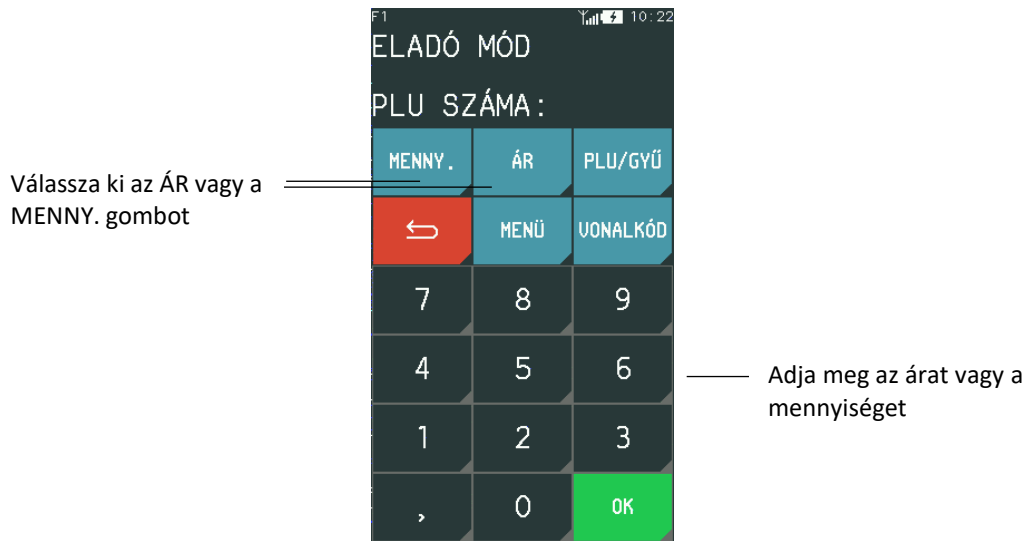 F1 10:22
ELADÓ MÓD
PLU SZÁMA:
MENNY. ÁR PLU/GYŰ
Válassza ki az ÁR vagy a
MENNY. gombot
MENÜ VONALKÓD
7 8 9
4 5 6
Adja meg az árat vagy a
mennyiséget
1 2 3
, 0 OK